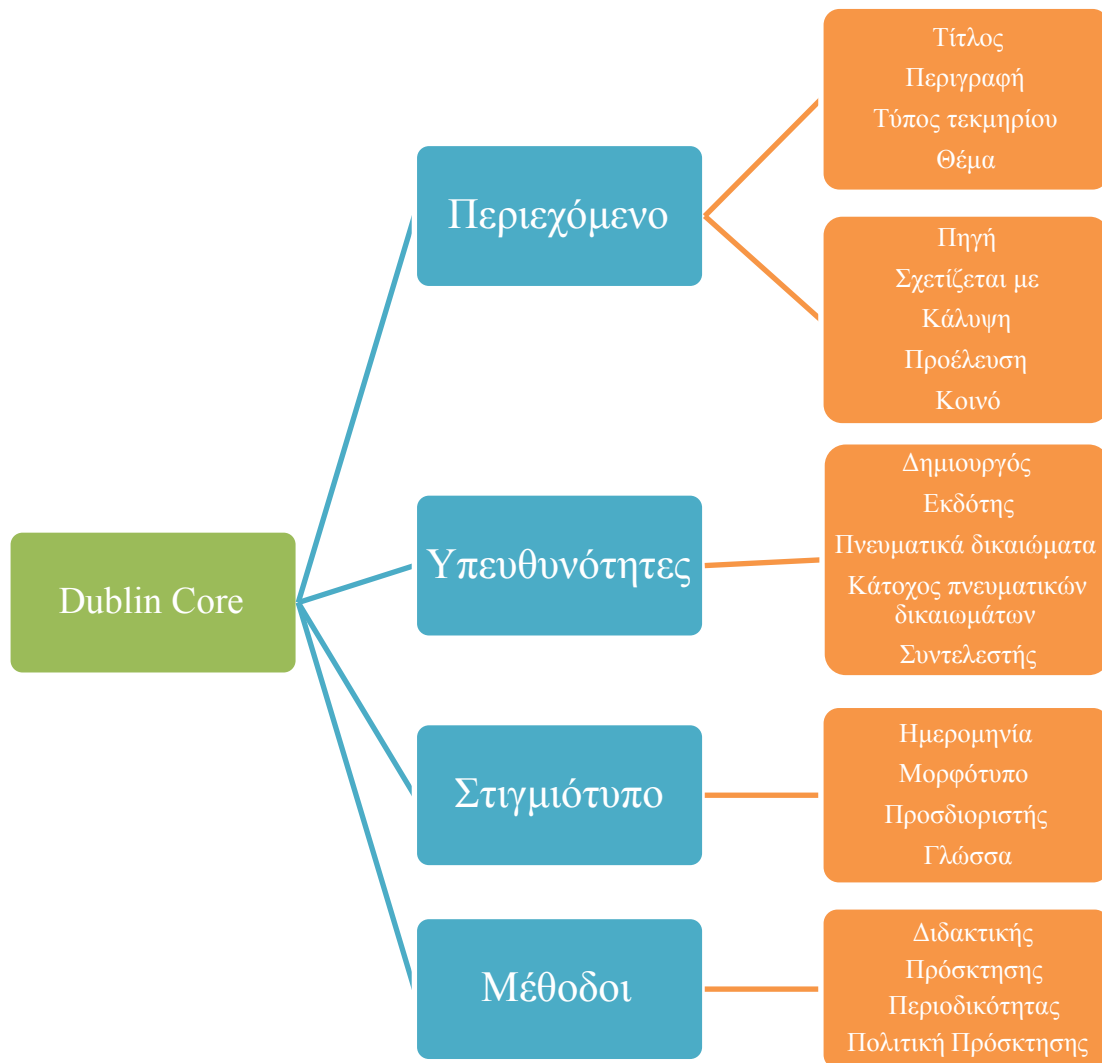 Dublin Core
Περιεχόμενο
Τίτλος
Περιγραφή
Τύπος τεκμηρίου
Θέμα
Πηγή
Σχετίζεται με
Κάλυψη
Προέλευση
Κοινό
Υπευθυνότητες
Δημιουργός
Εκδότης
Πνευματικά δικαιώματα
Κάτοχος πνευματικών
δικαιωμάτων
Συντελεστής
Στιγμιότυπο
Ημερομηνία
Μορφότυπο
Προσδιοριστής
Γλώσσα
Μέθοδοι
Διδακτικής
Πρόσκτησης
Περιοδικότητας
Πολιτική Πρόσκτησης